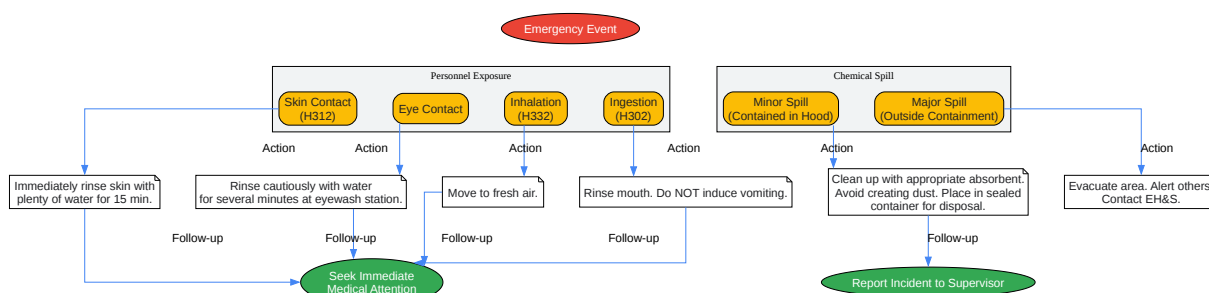 Emergency Event
Personnel Exposure
Chemical Spill
Skin Contact
(H312)
Eye Contact
Inhalation
(H332)
Ingestion
(H302)
Minor Spill
(Contained in Hood)
Major Spill
(Outside Containment)
Action
Action
Action
Action
Action
Action
Immediately rinse skin with
plenty of water for 15 min.
Rinse cautiously with water
for several minutes at eyewash station.
Move to fresh air.
Rinse mouth. Do NOT induce vomiting.
Clean up with appropriate absorbent.
Avoid creating dust. Place in sealed
container for disposal.
Evacuate area. Alert others.
Contact EH&S.
Follow-up
Follow-up
Follow-up
Follow-up
Follow-up
Seek Immediate
Medical Attention
Report Incident to Supervisor